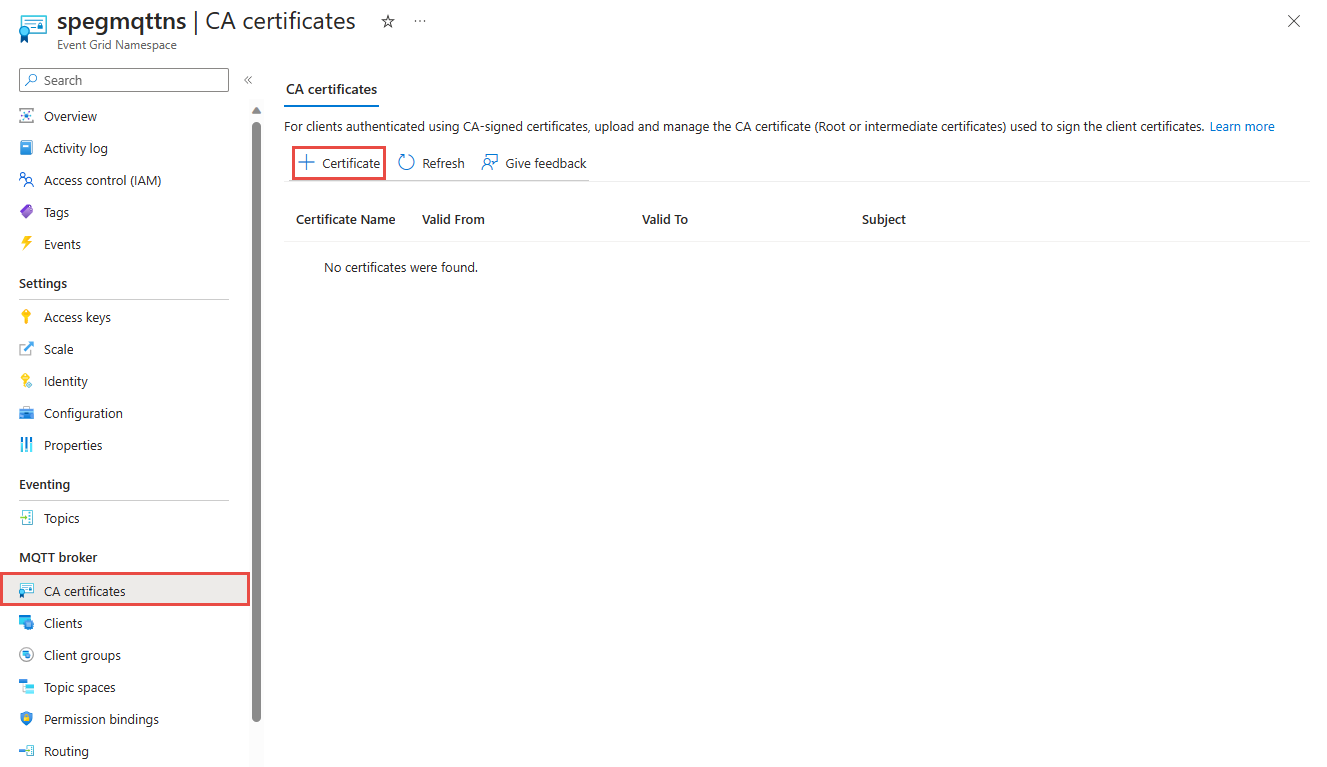 spegmqttns | CA certificates
Event Grid Namespace
Search
Overview
Activity log
Access control (IAM)
Tags
Events
Settings
Access keys
Scale
Identity
Configuration
Properties
Eventing
Topics
MQTT broker
CA certificates
Clients
Client groups
Topic spaces
Permission bindings
Routing
CA certificates
For clients authenticated using CA-signed certificates, upload and manage the CA certificate (Root or intermediate certificates) used to sign the client certificates. Learn more
Certificate Refresh Give feedback
Certificate Name Valid From Valid To Subject
No certificates were found.